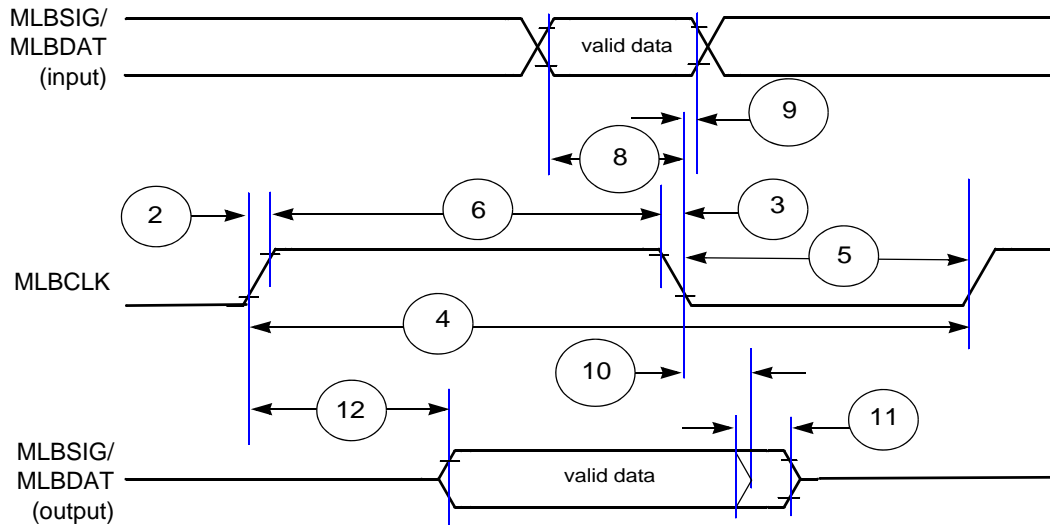 MLBSIG/
MLBDAT
(input)
valid data
9
8
2
6
3
5
MLBCLK
4
10
12
11
MLBSIG/
MLBDAT
(output)
valid data